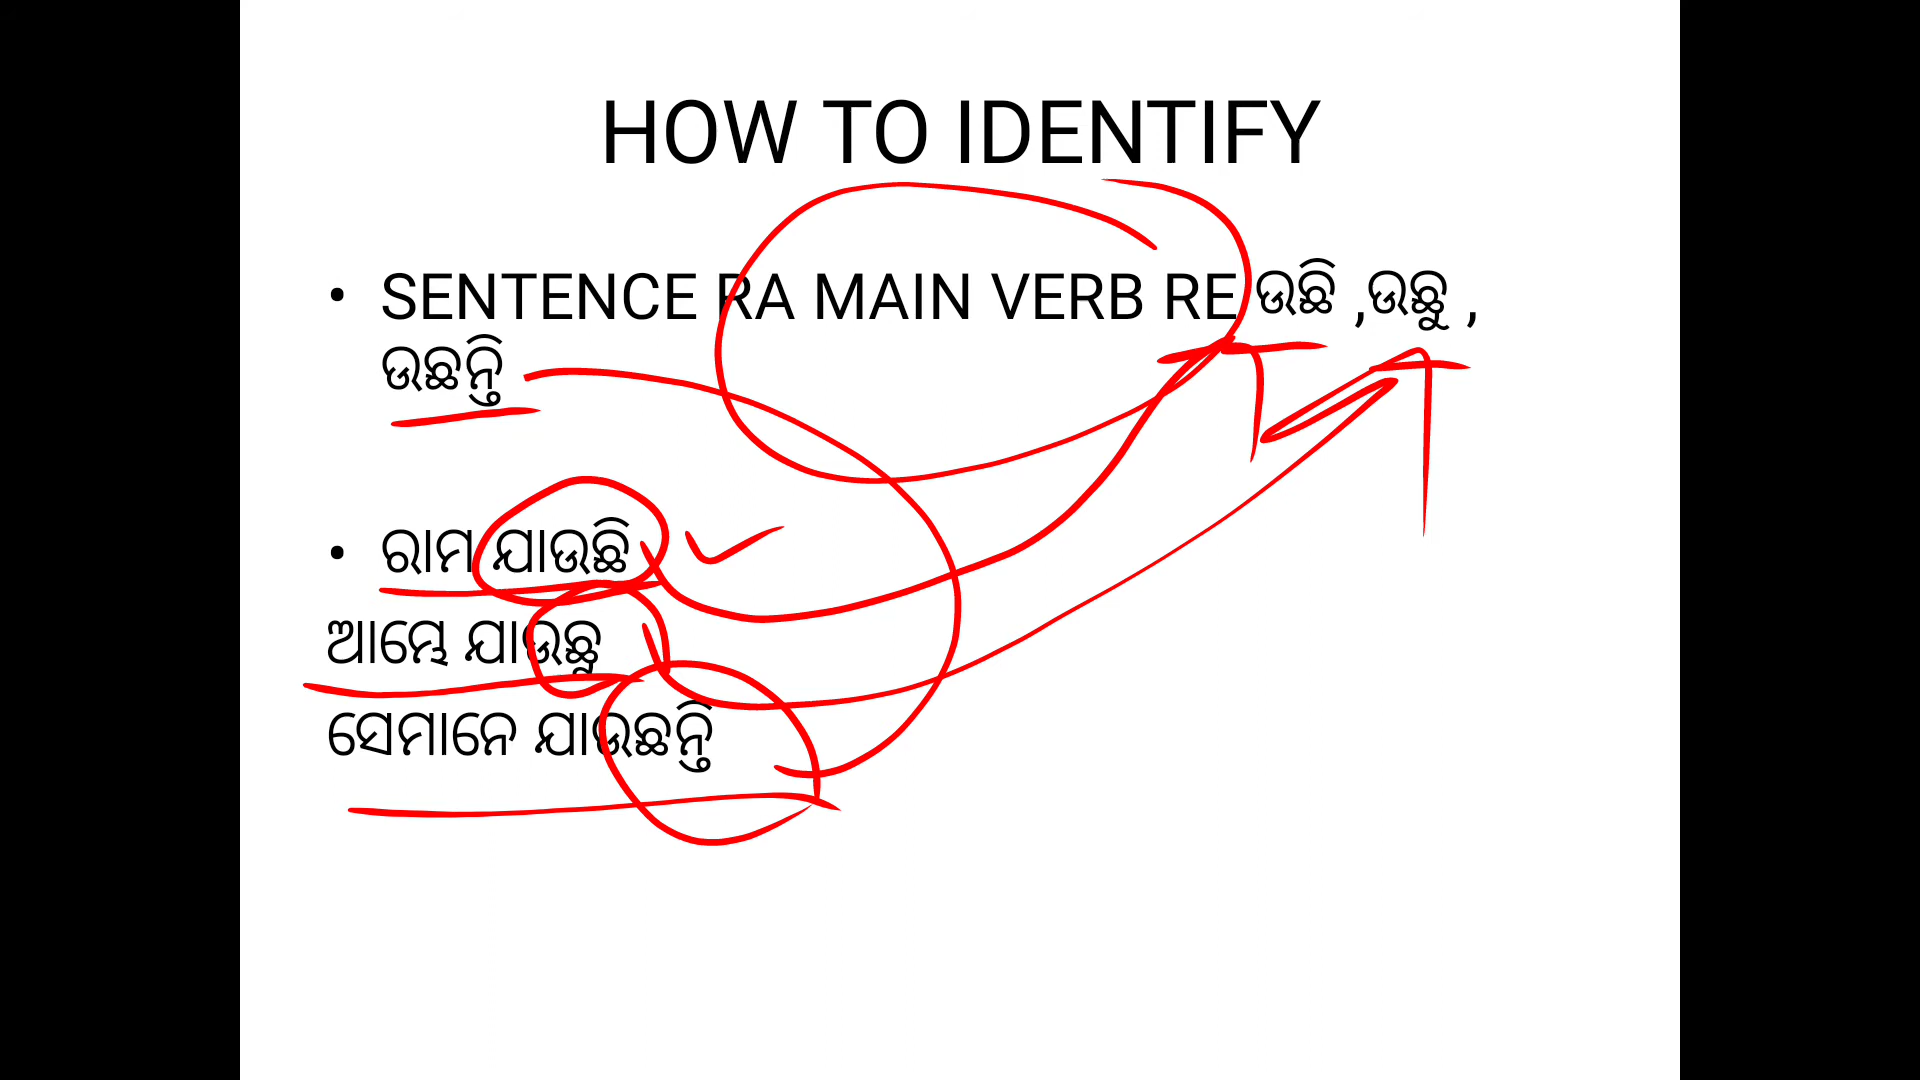 HOW TO IDENTIFY
• SENTENCE RA MAIN VERB RE ଉଛି ,ଉଛୁ ,
ଉଛନ୍ତି
• ରାମ ଯାଉଛି
ଆମ୍ଭେ ଯାଉଛୁ
ସେମାନେ ଯାଉଛନ୍ତି